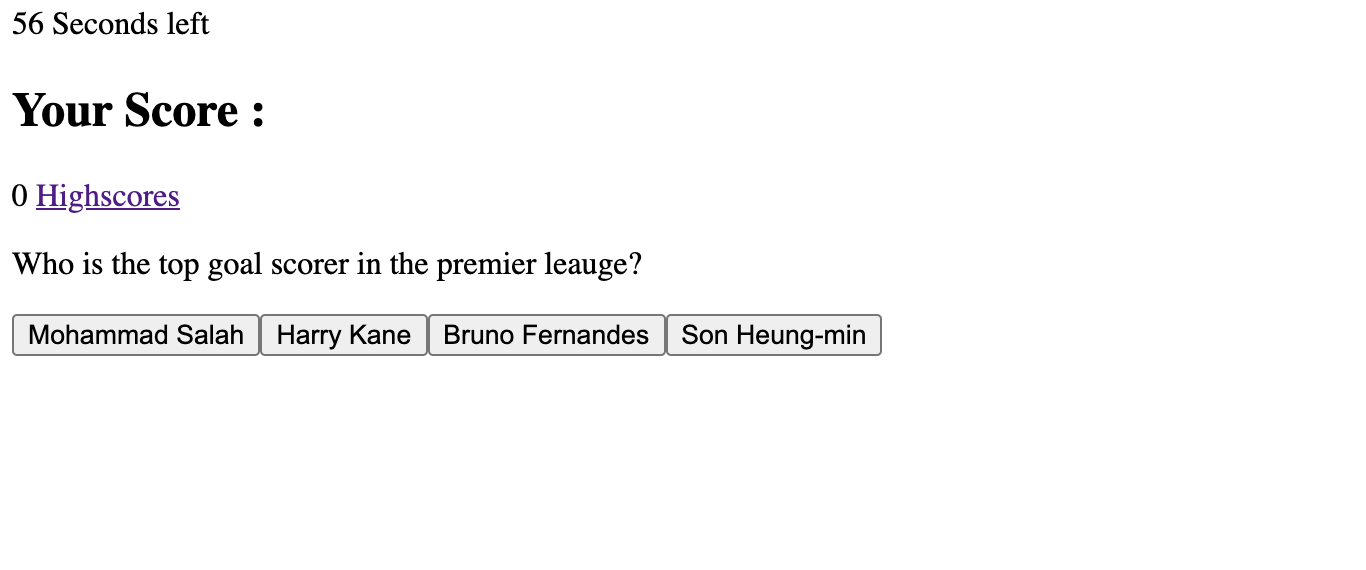 56 Seconds left
Your Score :
0 Highscores
Who is the top goal scorer in the premier leauge?
Mohammad Salah Harry Kane Bruno Fernandes Son Heung-min